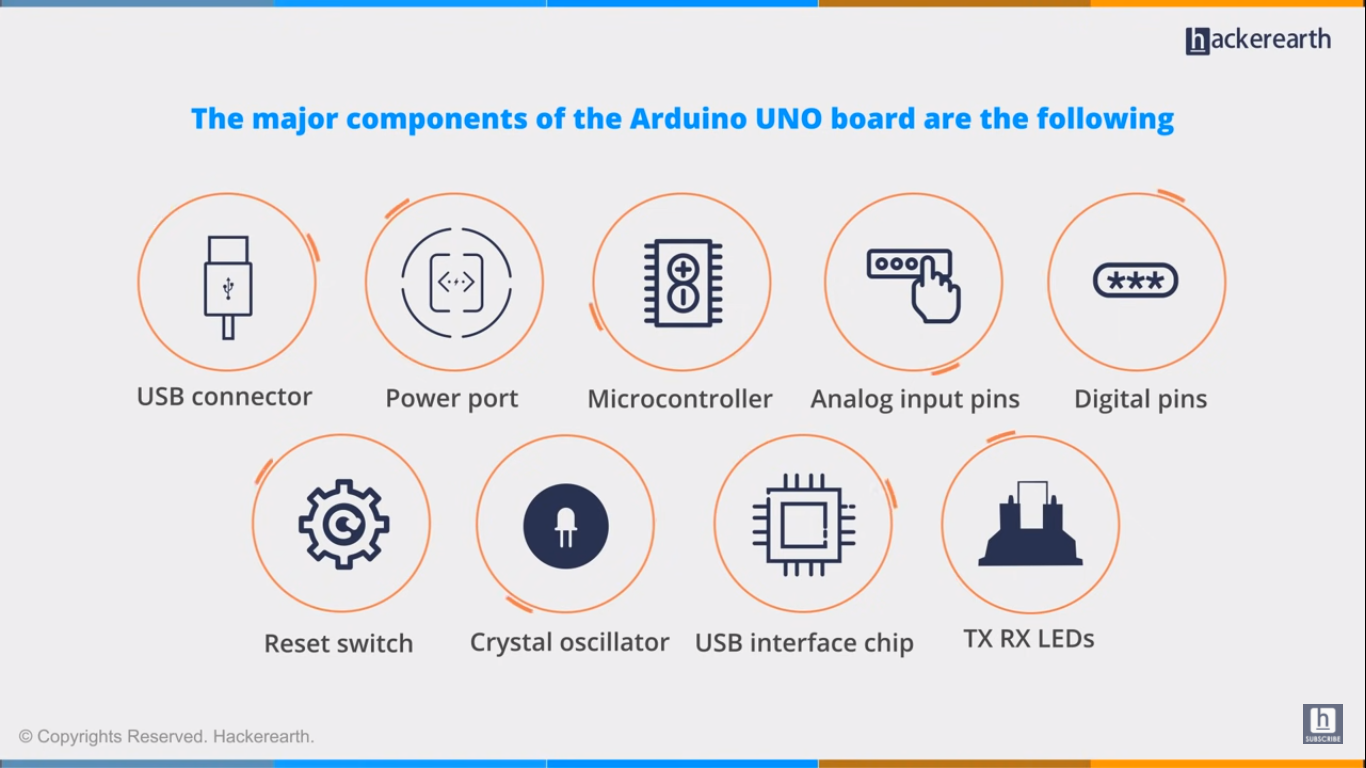 hackerearth
The major components of the Arduino UNO board are the following
USB connector
Power port
Microcontroller
Analog input pins
Digital pins
Reset switch
Crystal oscillator
USB interface chip
TX RX LEDs
© Copyrights Reserved. Hackerearth.
h
SUBSCRIBE